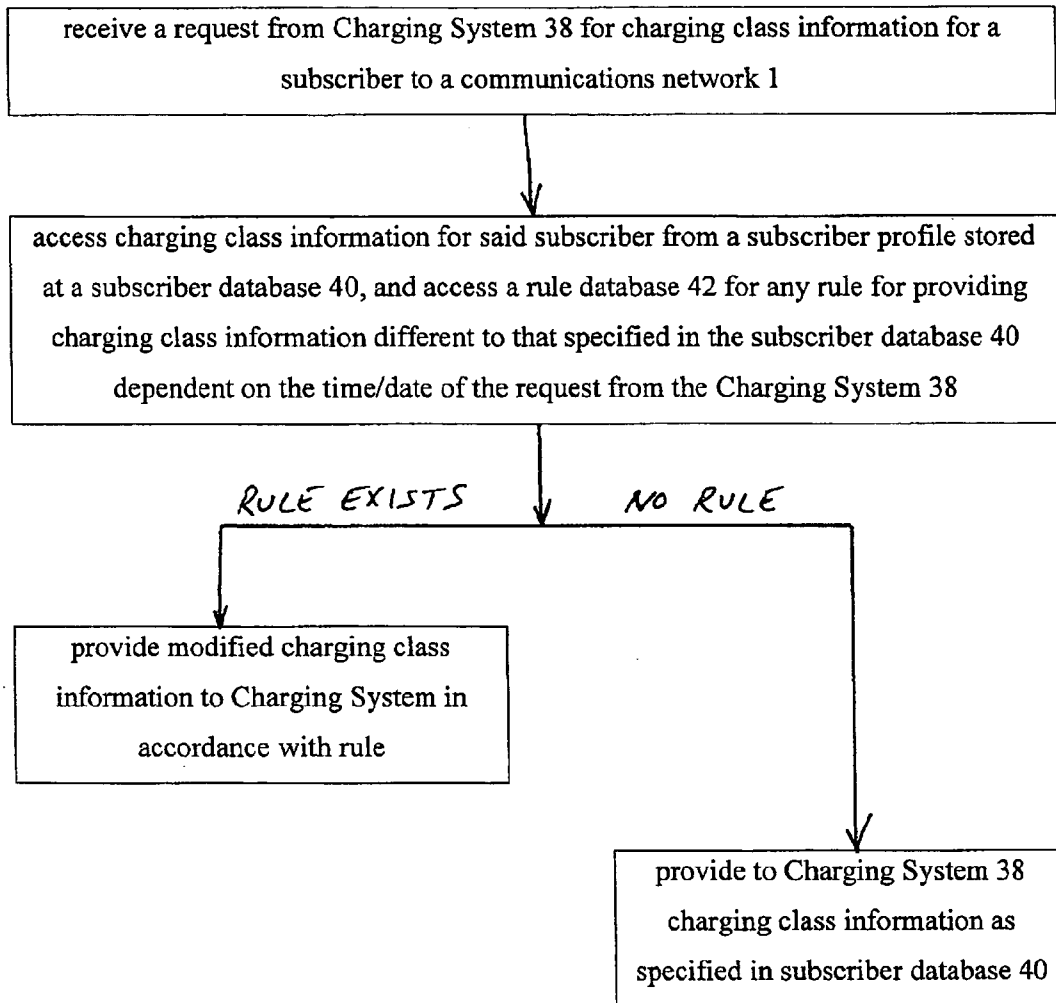 receive a request from Charging System 38 for charging class information for a
subscriber to a communications network 1
access charging class information for said subscriber from a subscriber profile stored
at a subscriber database 40, and access a rule database 42 for any rule for providing
charging class information different to that specified in the subscriber database 40
dependent on the time/date of the request from the Charging System 38
RULE EXISTS
NO RULE
provide modified charging class
information to Charging System in
accordance with rule
provide to Charging System 38
charging class information as
specified in subscriber database 40